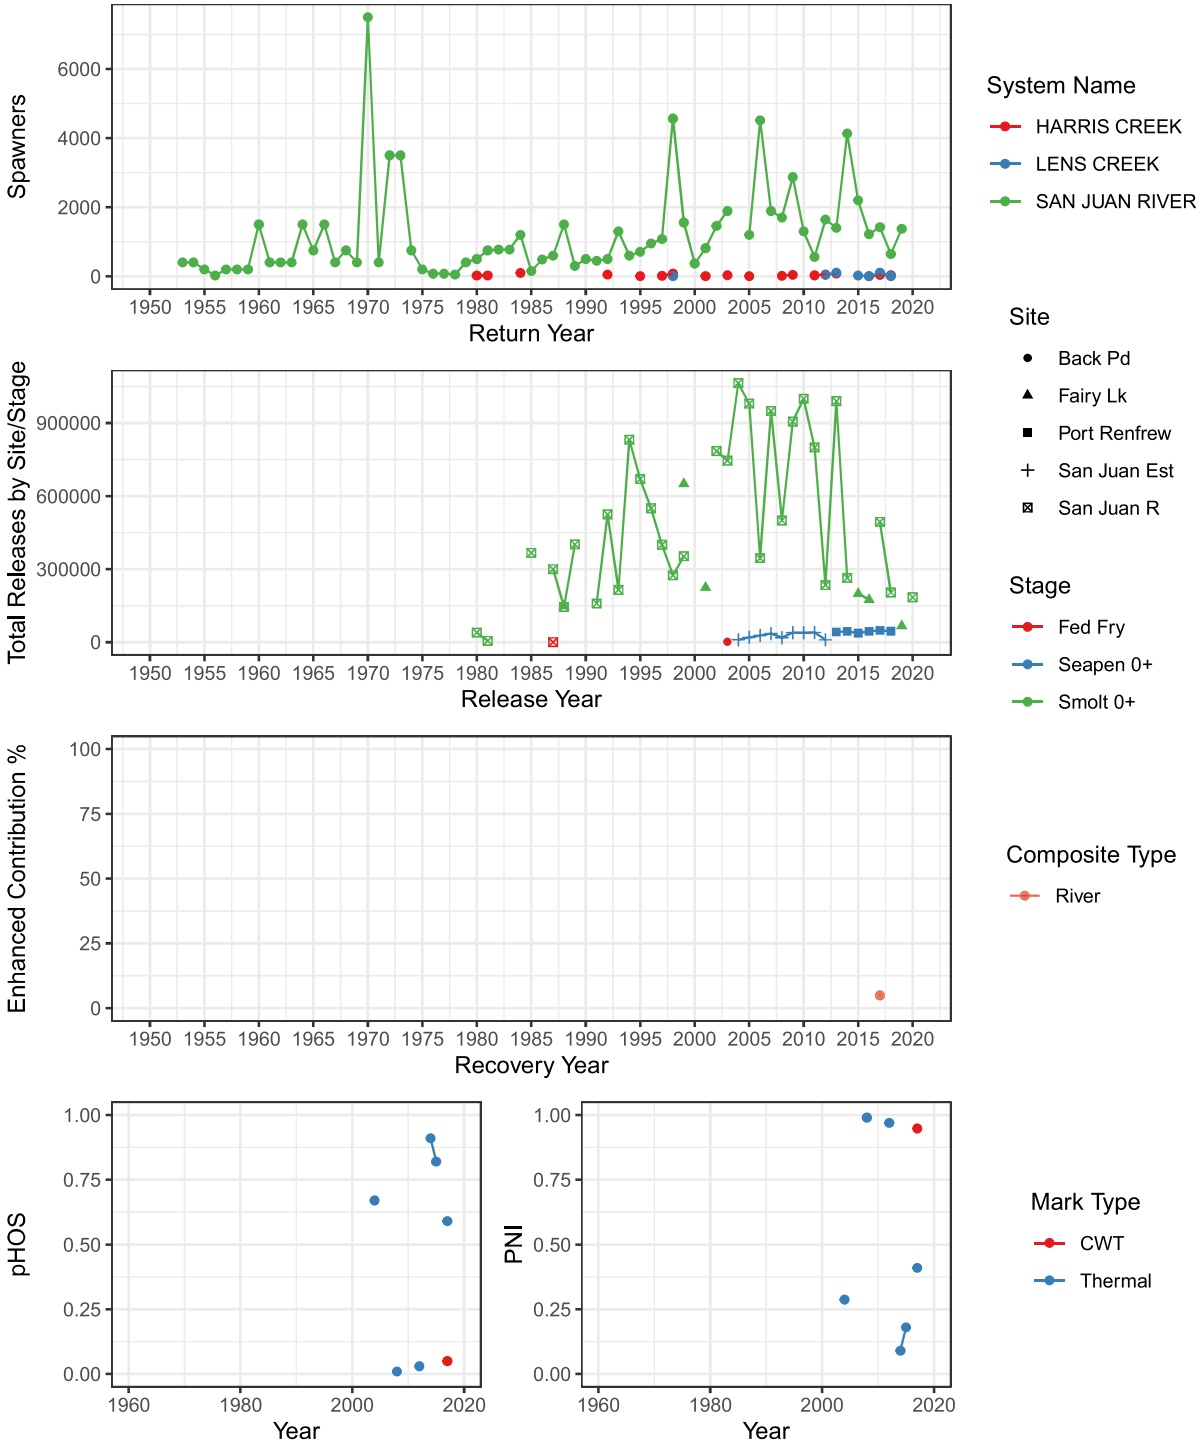 Spawners
6000
4000
2000
0
1950 1955 1960 1965 1970 1975 1980 1985 1990 1995 2000 2005 2010 2015 2020
Return Year
System Name
HARRIS CREEK
LENS CREEK
SAN JUAN RIVER
Total Releases by Site/Stage
900000
600000
300000
0
1950 1955 1960 1965 1970 1975 1980 1985 1990 1995 2000 2005 2010 2015 2020
Release Year
Site
Back Pd
Fairy Lk
Port Renfrew
San Juan Est
San Juan R
Stage
Fed Fry
Seapen 0+
Smolt 0+
Enhanced Contribution %
100
75
50
25
0
1950 1955 1960 1965 1970 1975 1980 1985 1990 1995 2000 2005 2010 2015 2020
Recovery Year
Composite Type
River
pHOS
1.00
0.75
0.50
0.25
0.00
1960 1980 2000 2020
Year
PNI
1.00
0.75
0.50
0.25
0.00
1960 1980 2000 2020
Year
Mark Type
CWT
Thermal